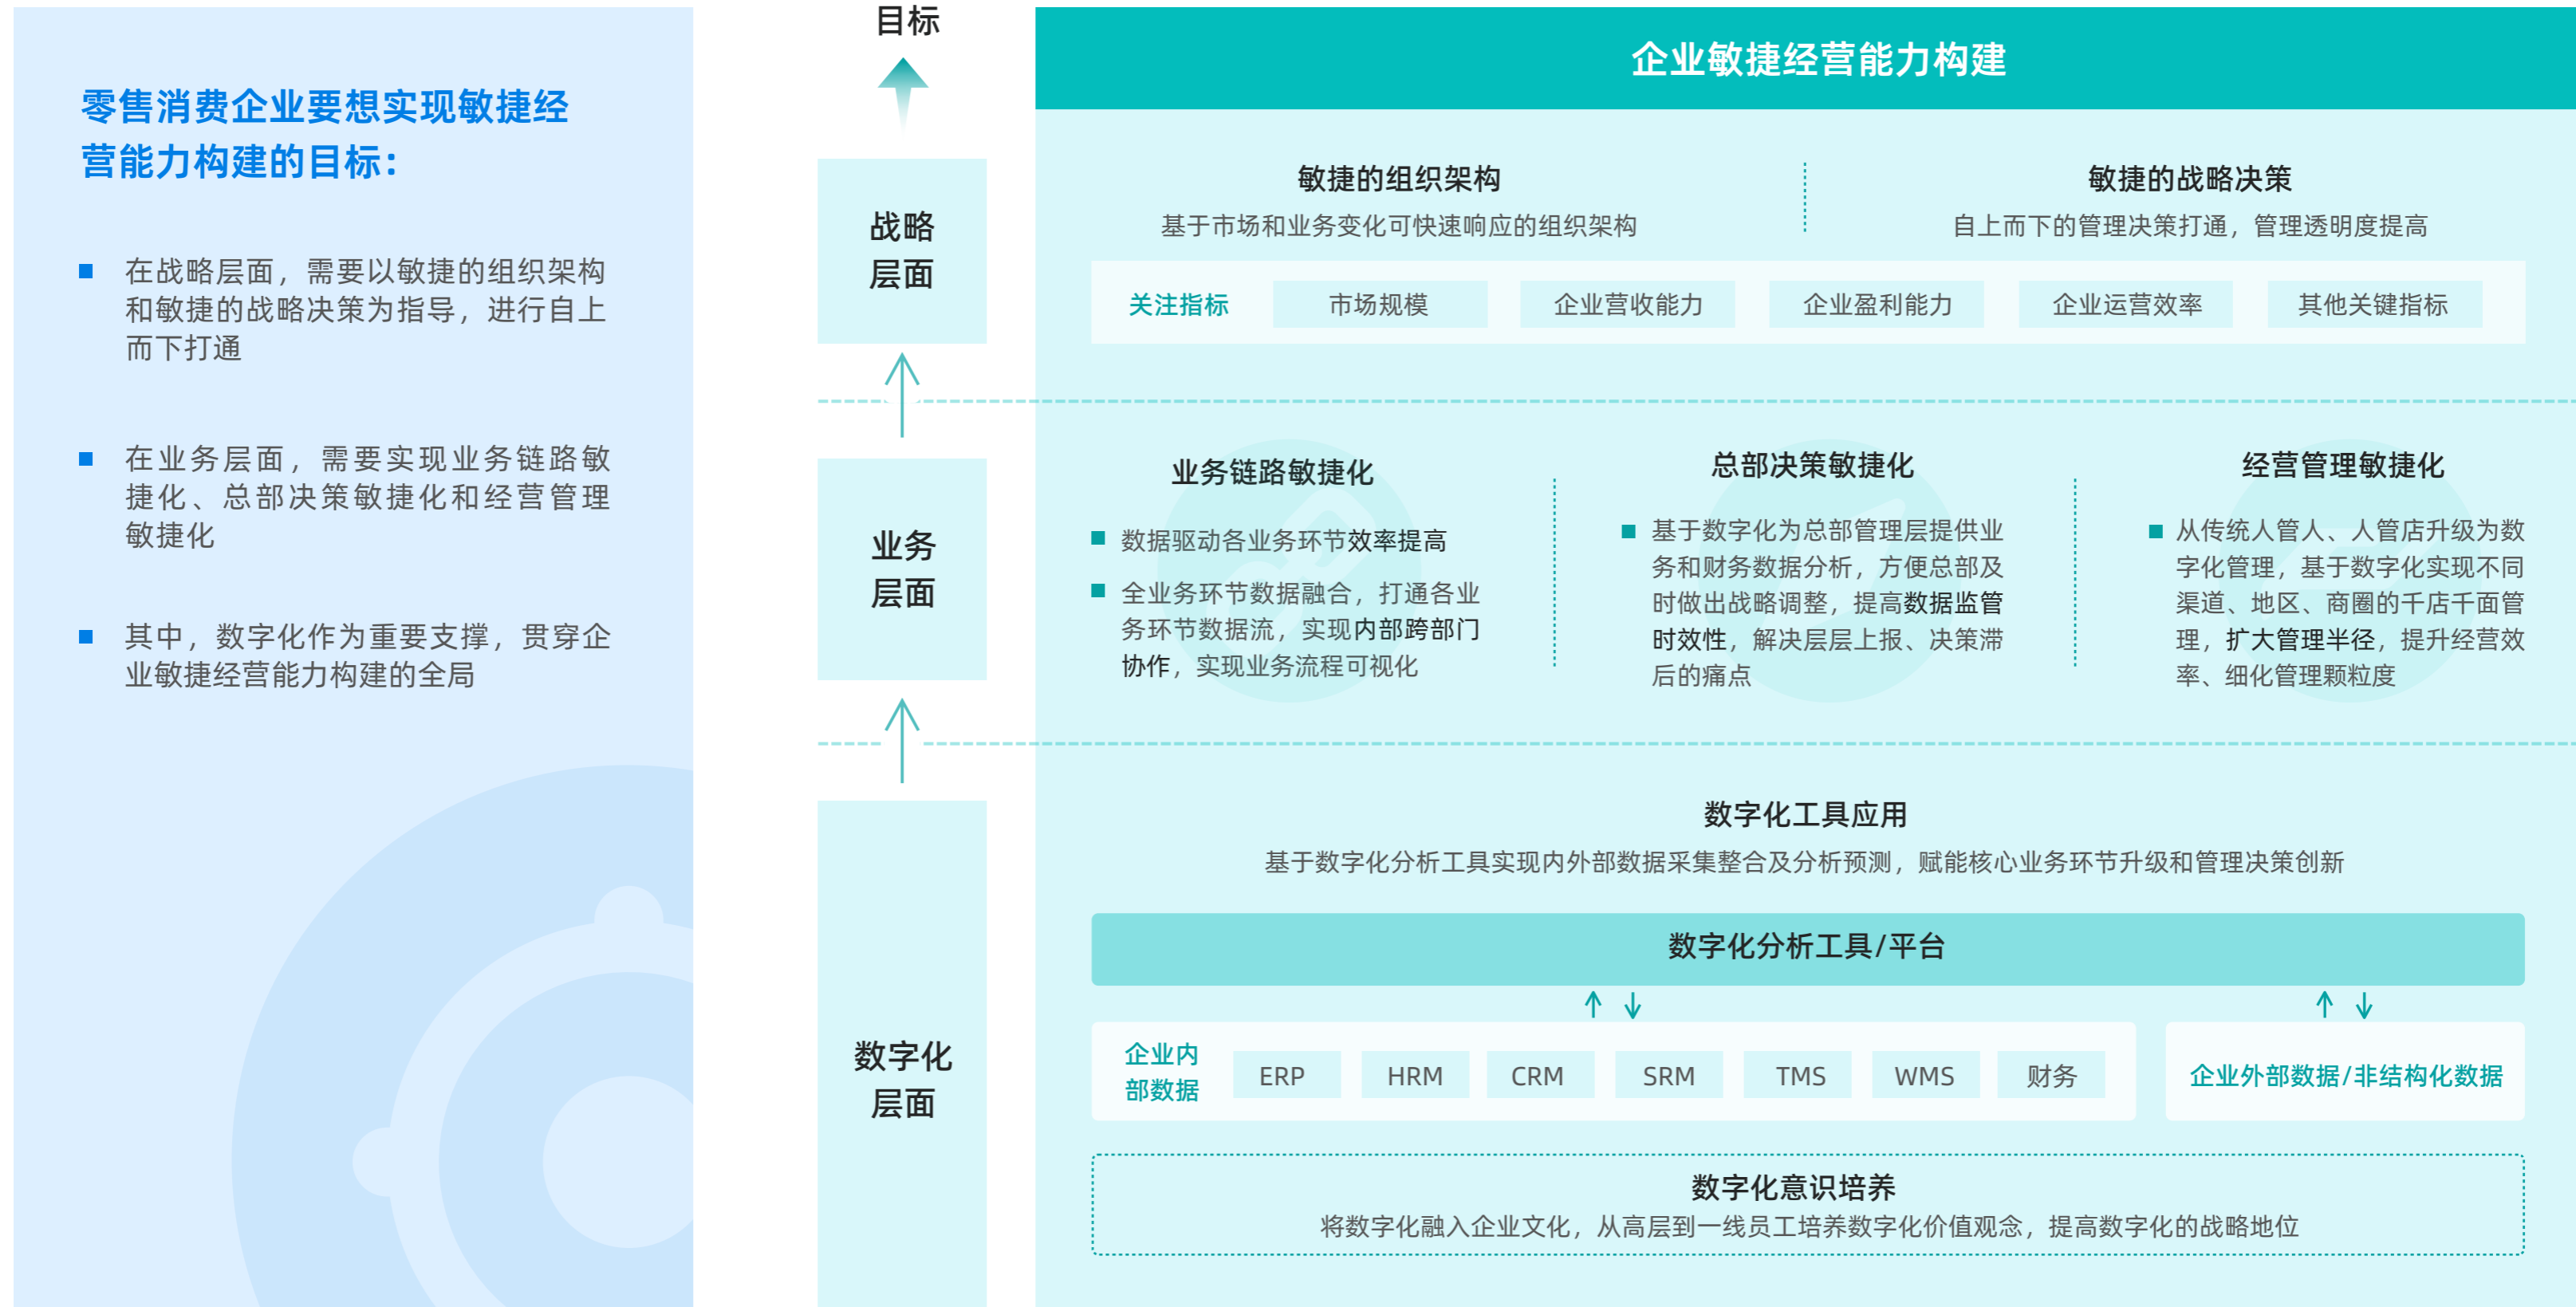 零售消费企业要想实现敏捷经
营能力构建的目标：
在战略层面，需要以敏捷的组织架构
和敏捷的战略决策为指导，进行自上
而下打通
在业务层面，需要实现业务链路敏
捷化、总部决策敏捷化和经营管理
敏捷化
其中，数字化作为重要支撑，贯穿企
业敏捷经营能力构建的全局
目标
战略
层面
业务
层面
数字化
层面
企业敏捷经营能力构建
敏捷的组织架构
基于市场和业务变化可快速响应的组织架构
敏捷的战略决策
自上而下的管理决策打通，管理透明度提高
关注指标
市场规模
企业营收能力
企业盈利能力
企业运营效率
其他关键指标
业务链路敏捷化
数据驱动各业务环节效率提高
全业务环节数据融合，打通各业
务环节数据流，实现内部跨部门
协作，实现业务流程可视化
总部决策敏捷化
基于数字化为总部管理层提供业
务和财务数据分析，方便总部及
时做出战略调整，提高数据监管
时效性，解决层层上报、决策滞
后的痛点
经营管理敏捷化
从传统人管人、人管店升级为数
字化管理，基于数字化实现不同
渠道、地区、商圈的千店千面管
理，扩大管理半径，提升经营效
率、细化管理颗粒度
数字化工具应用
基于数字化分析工具实现内外部数据采集整合及分析预测，赋能核心业务环节升级和管理决策创新
数字化分析工具/平台
企业内
部数据
ERP
HRM
CRM
SRM
TMS
WMS
财务
企业外部数据/非结构化数据
数字化意识培养
将数字化融入企业文化，从高层到一线员工培养数字化价值观念，提高数字化的战略地位